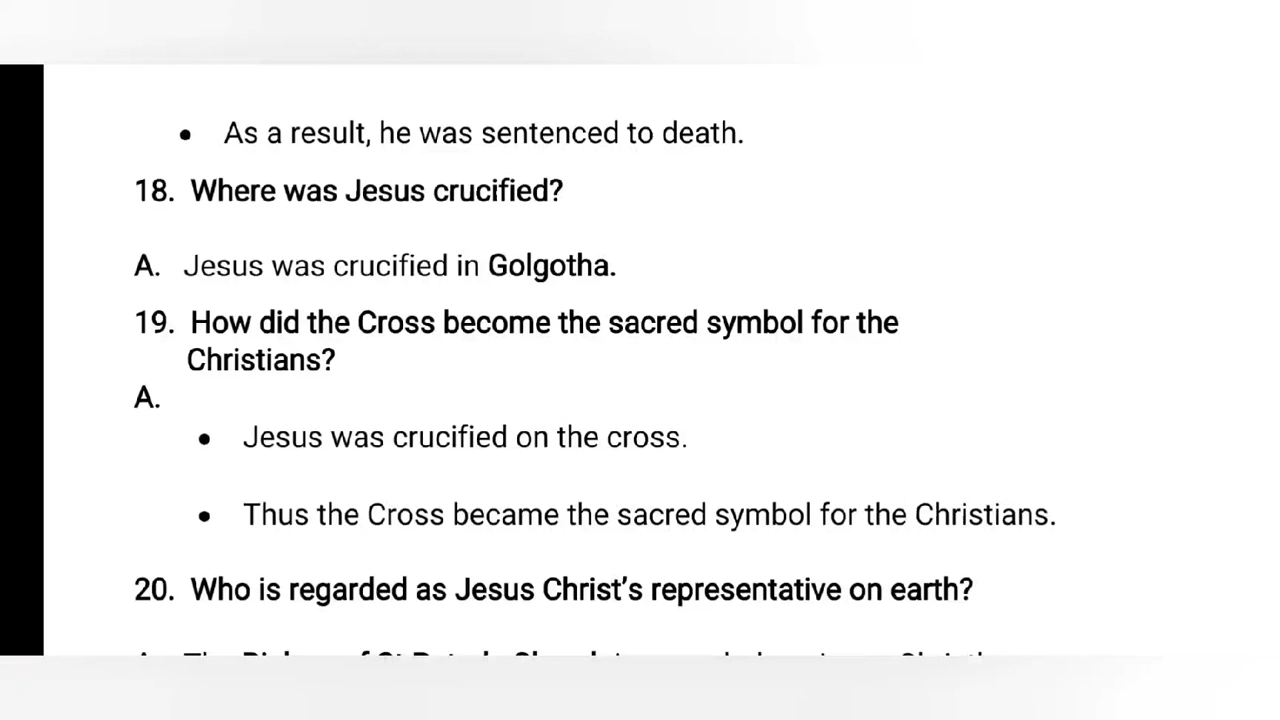 • As a result, he was sentenced to death.
18. Where was Jesus crucified?
A. Jesus was crucified in Golgotha.
19. How did the Cross become the sacred symbol for the
Christians?
A.
• Jesus was crucified on the cross.
• Thus the Cross became the sacred symbol for the Christians.
20. Who is regarded as Jesus Christ's representative on earth?